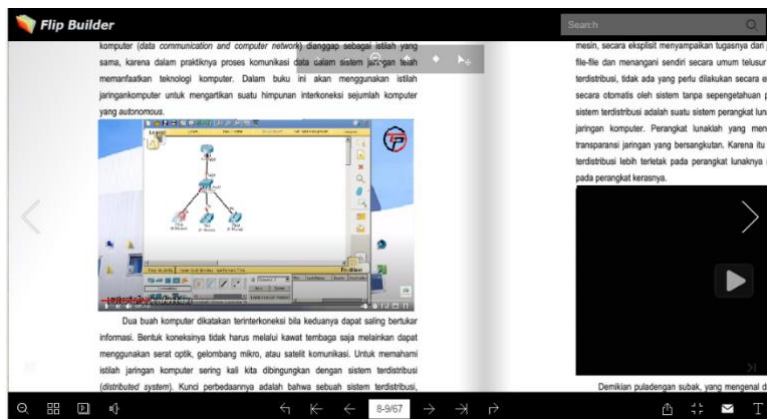 Flip Builder
Search
komputer (data communication and computer network) dianggap sebagai istilah yang
sama, karena dalam praktiknya proses komunikasi data dalam sistem jaringan telah
memanfaatkan teknologi komputer. Dalam buku ini akan menggunakan istilah
jaringankomputer untuk mengartikan suatu himpunan interkoneksi sejumlah komputer
yang autonomous.
Dua buah komputer dikatakan terinterkoneksi bila keduanya dapat saling bertukar
informasi. Bentuk koneksinya tidak harus melalui kawat tembaga saja melainkan dapat
menggunakan serat optik, gelombang mikro, atau satelit komunikasi. Untuk memahami
istilah jaringan komputer sering kali kita dibingungkan dengan sistem terdistribusi
(distributed system). Kunci perbedaannya adalah bahwa sebuah sistem terdistribusi,
mesin, secara eksplisit menyampaikan tugasnya dari
file-file dan menangani sendiri secara umum telusur
terdistribusi, tidak ada yang perlu dilakukan secara e
secara otomatis oleh sistem tanpa sepengetahuan p
sistem terdistribusi adalah suatu sistem perangkat luna
jaringan komputer. Perangkat lunaklah yang men
transparansi jaringan yang bersangkutan. Karena itu
terdistribusi lebih terletak pada perangkat lunaknya
pada perangkat kerasnya.
Demikian puladengan subak, yang mengenal d
8-9/67